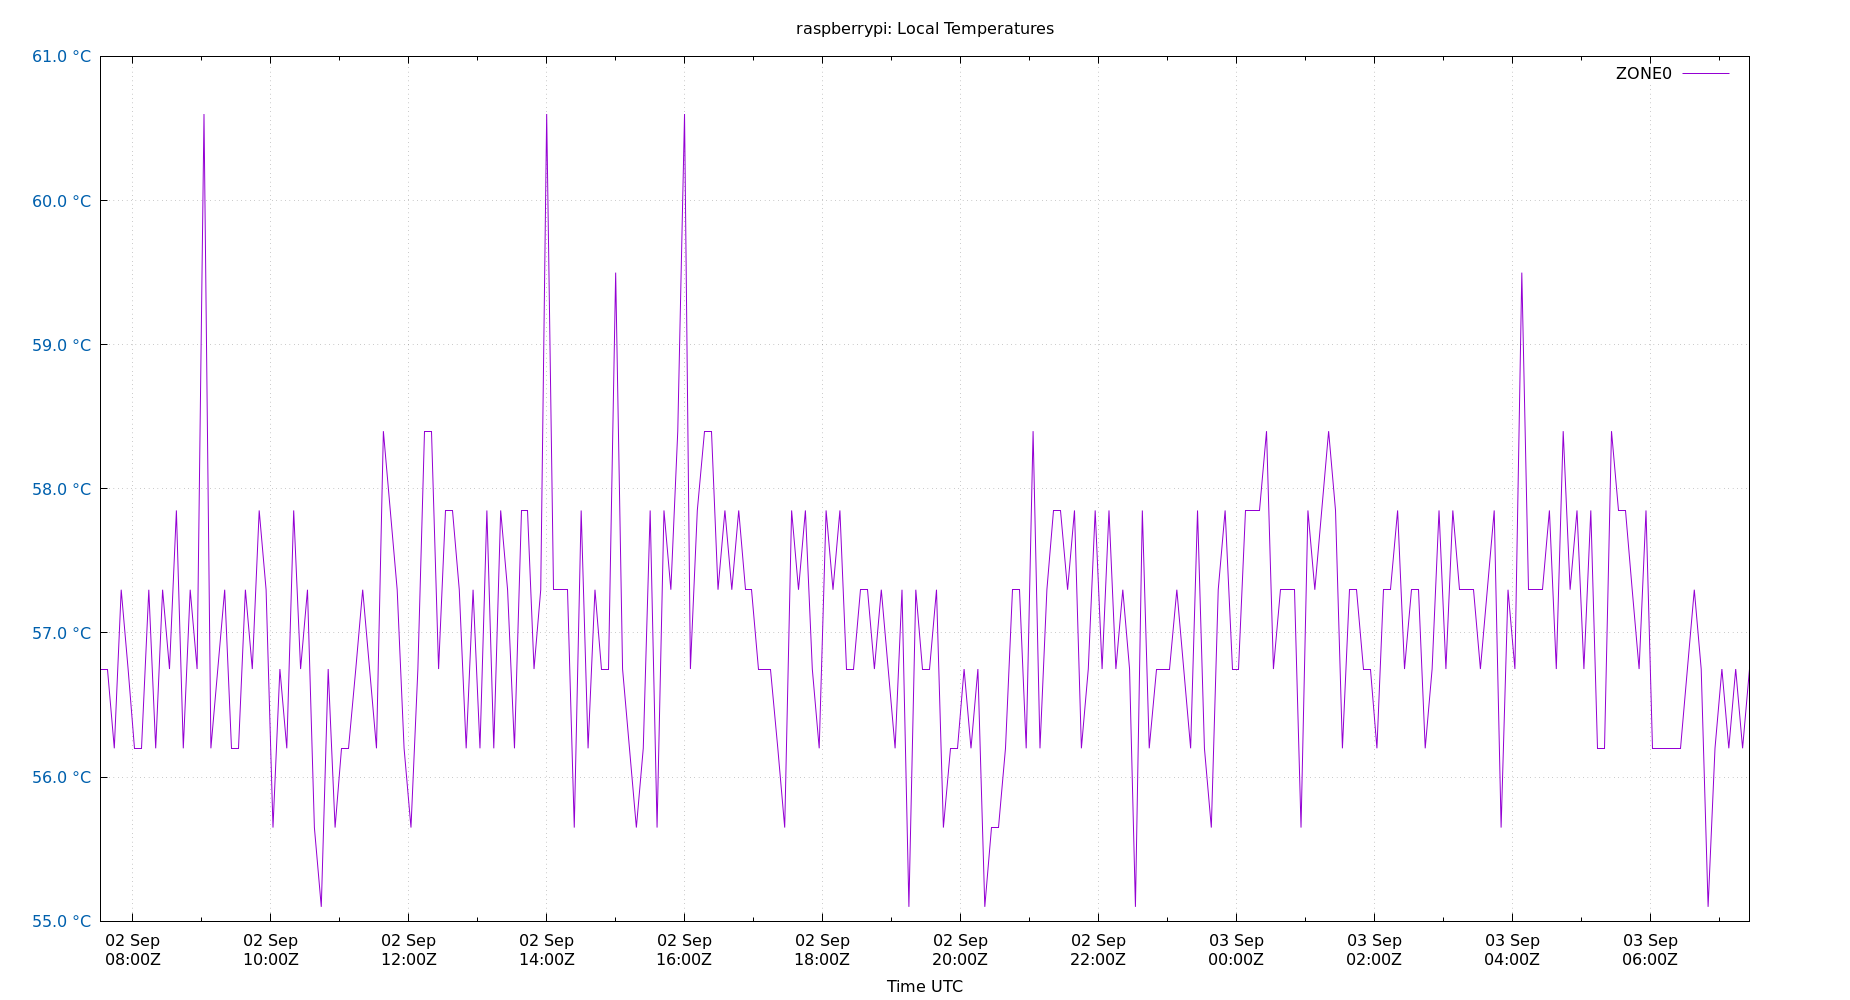 raspberrypi: Local Temperatures
61.0 °C
ZONE0
60.0 °C
59.0 °C
58.0 °C
57.0 °C
56.0 °C
55.0 °C
02 Sep 02 Sep 02 Sep 02 Sep 02 Sep 02 Sep 02 Sep 02 Sep 03 Sep 03 Sep 03 Sep 03 Sep
08:00Z 10:00Z 12:00Z 14:00Z 16:00Z 18:00Z 20:00Z 22:00Z 00:00Z 02:00Z 04:00Z 06:00Z
Time UTC